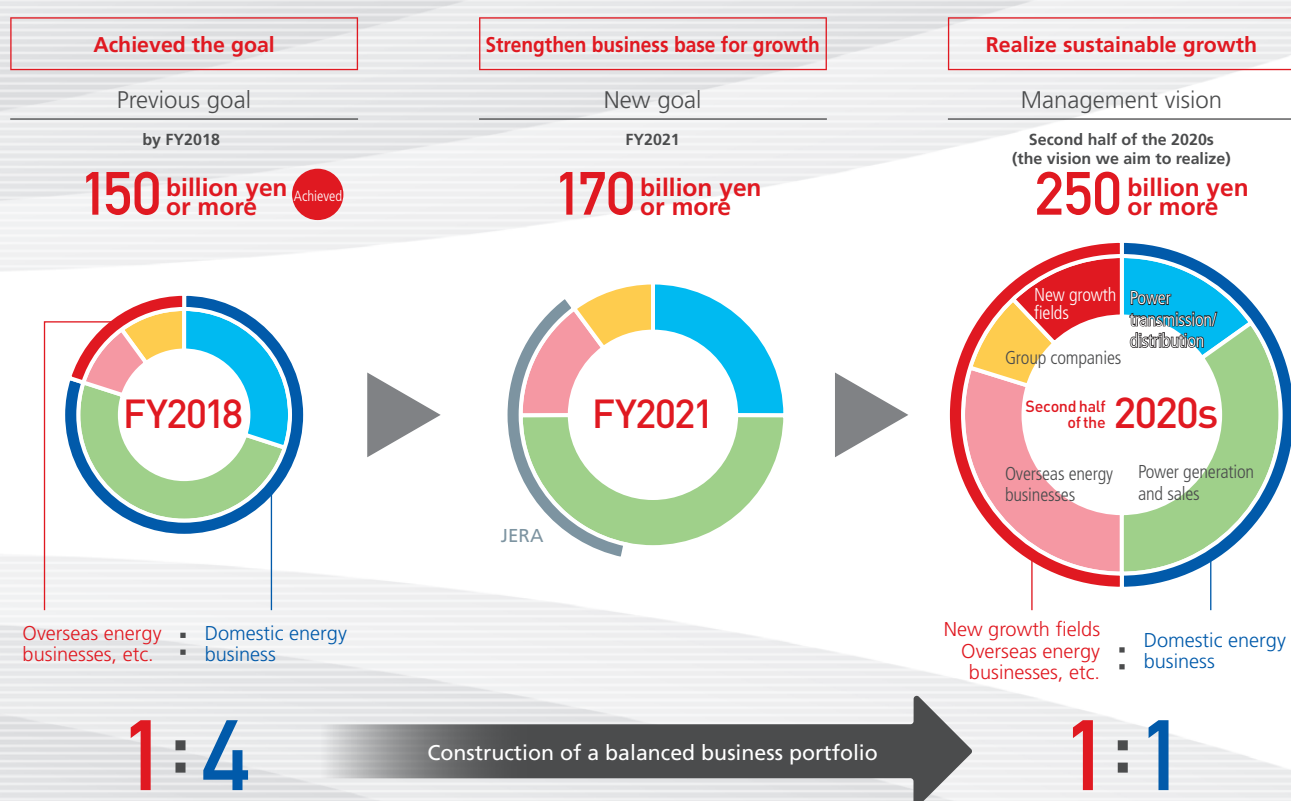 Achieved the goal
Previous goal
by FY2018
150 billion yen
or more
Achieved
FY2018
Overseas energy
businesses, etc.
:
Domestic energy
business
1:4
Strengthen business base for growth
New goal
FY2021
170 billion yen
or more
FY2021
JERA
Construction of a balanced business portfolio
Realize sustainable growth
Management vision
Second half of the 2020s
(the vision we aim to realize)
250 billion yen
or more
New growth
fields
Power
transmission/
distribution
Group companies
Second half
of the
2020s
Overseas energy
businesses
Power generation
and sales
New growth fields
Overseas energy
businesses, etc.
:
Domestic energy
business
1:1